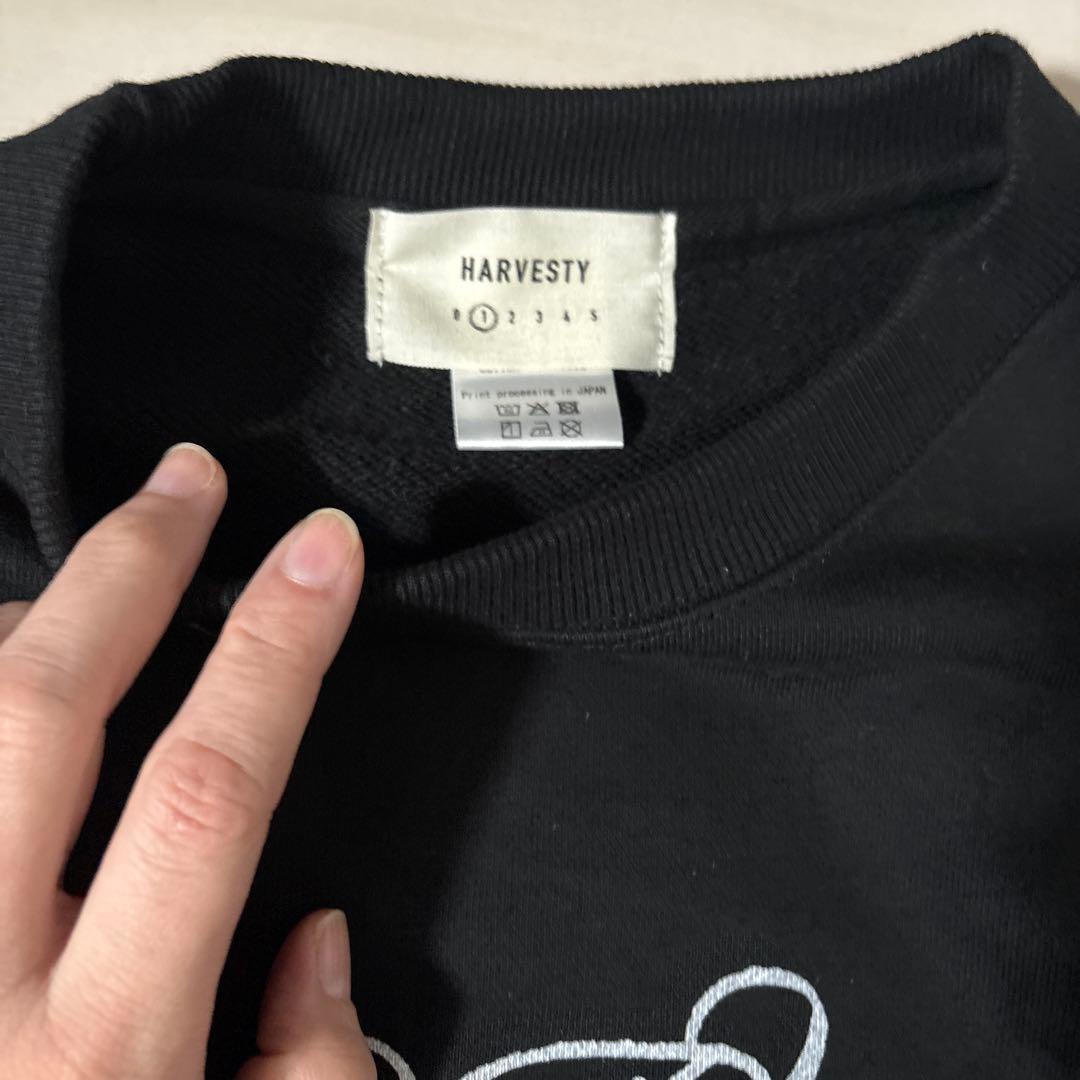 HARVESTY
0 1 2 3 4 5
Print processing in JAPAN